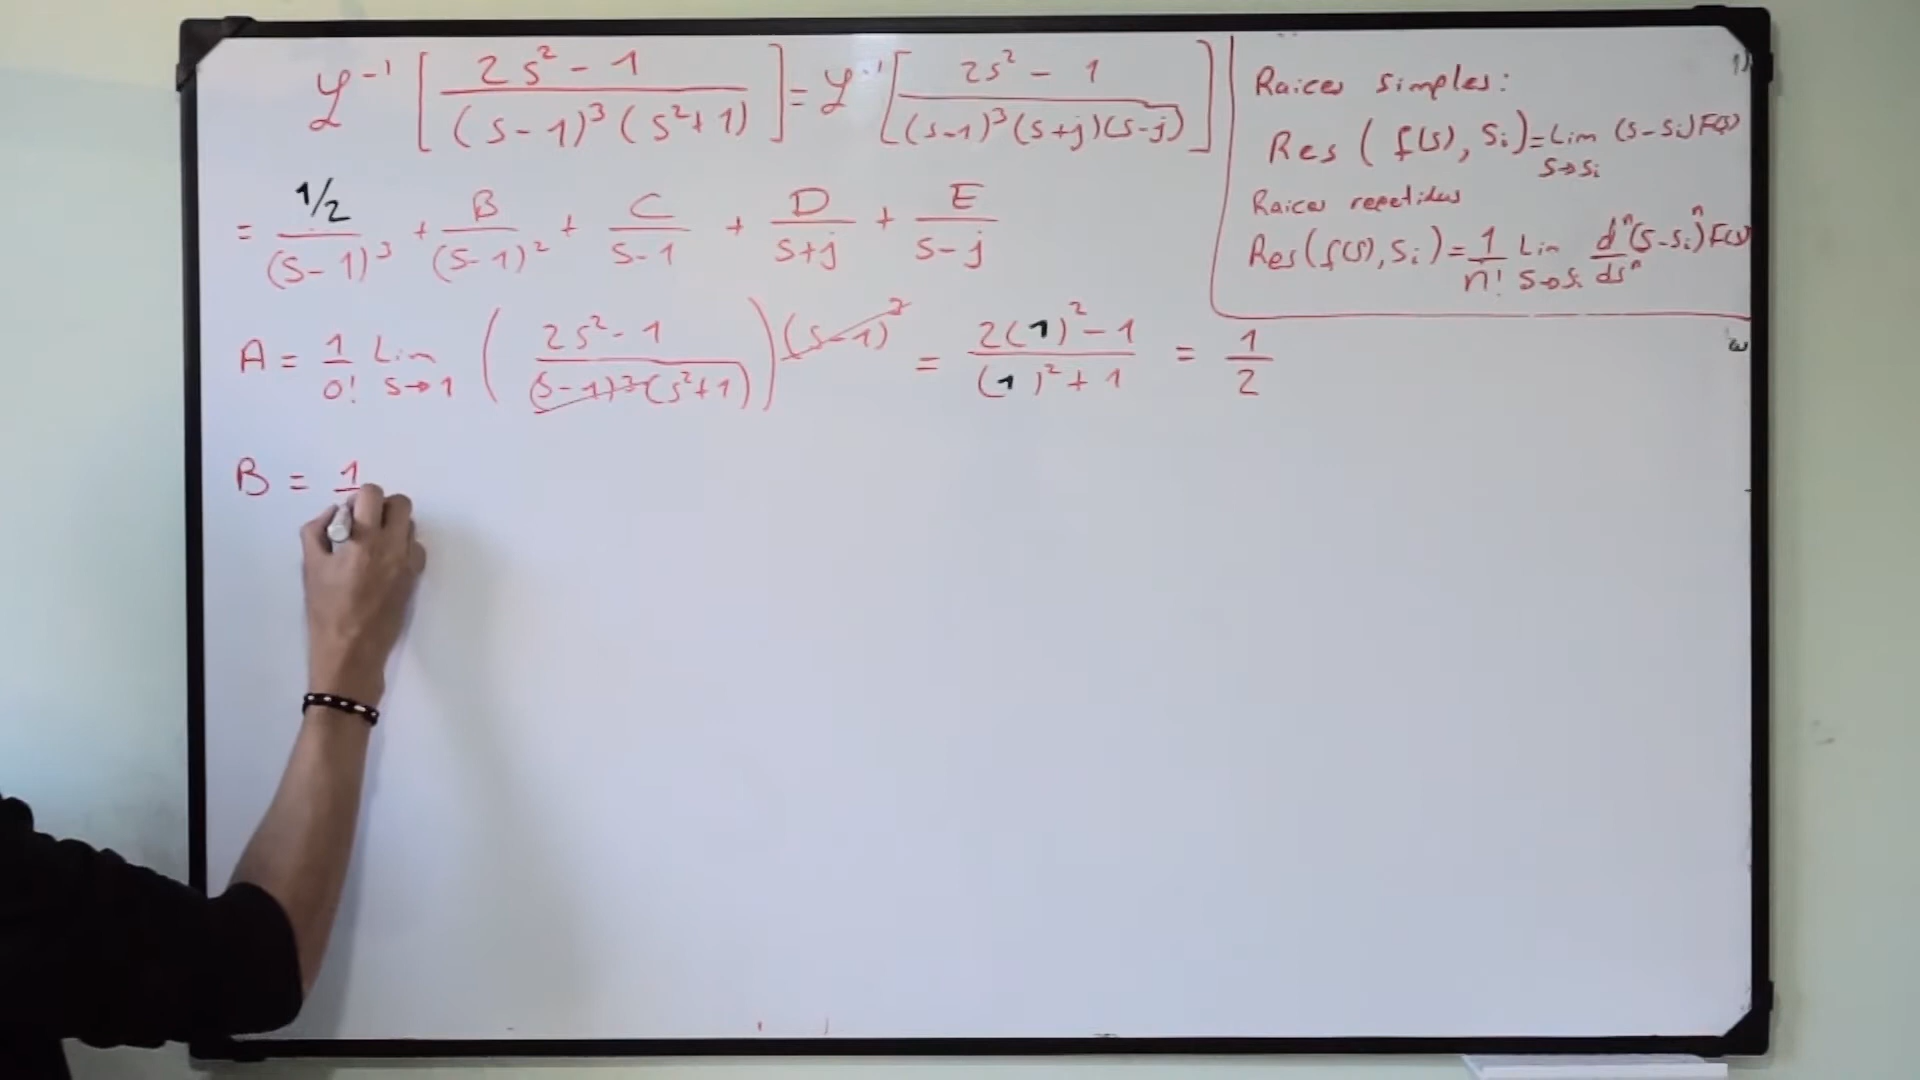 ℒ⁻¹ [ (2s² - 1) / ((s-1)³(s²+1)) ] = ℒ⁻¹ [ (2s² - 1) / ((s-1)³(s+j)(s-j)) ]
= (1/2)/(s-1)³ + B/(s-1)² + C/(s-1) + D/(s+j) + E/(s-j)
A = 1/0! Lim s→1 ( (2s² - 1) / ((s-1)³(s²+1)) ) (s-1) = (2(1)² - 1) / ((1)² + 1) = 1/2
B = 1
Raices simples:
Res ( f(s), Si) = Lim s→si (s-si) F(s)
Raices repetidas
Res(f(s), Si) = 1/n! Lim s→si dⁿ/dsⁿ (s-si)ⁿ F(s)